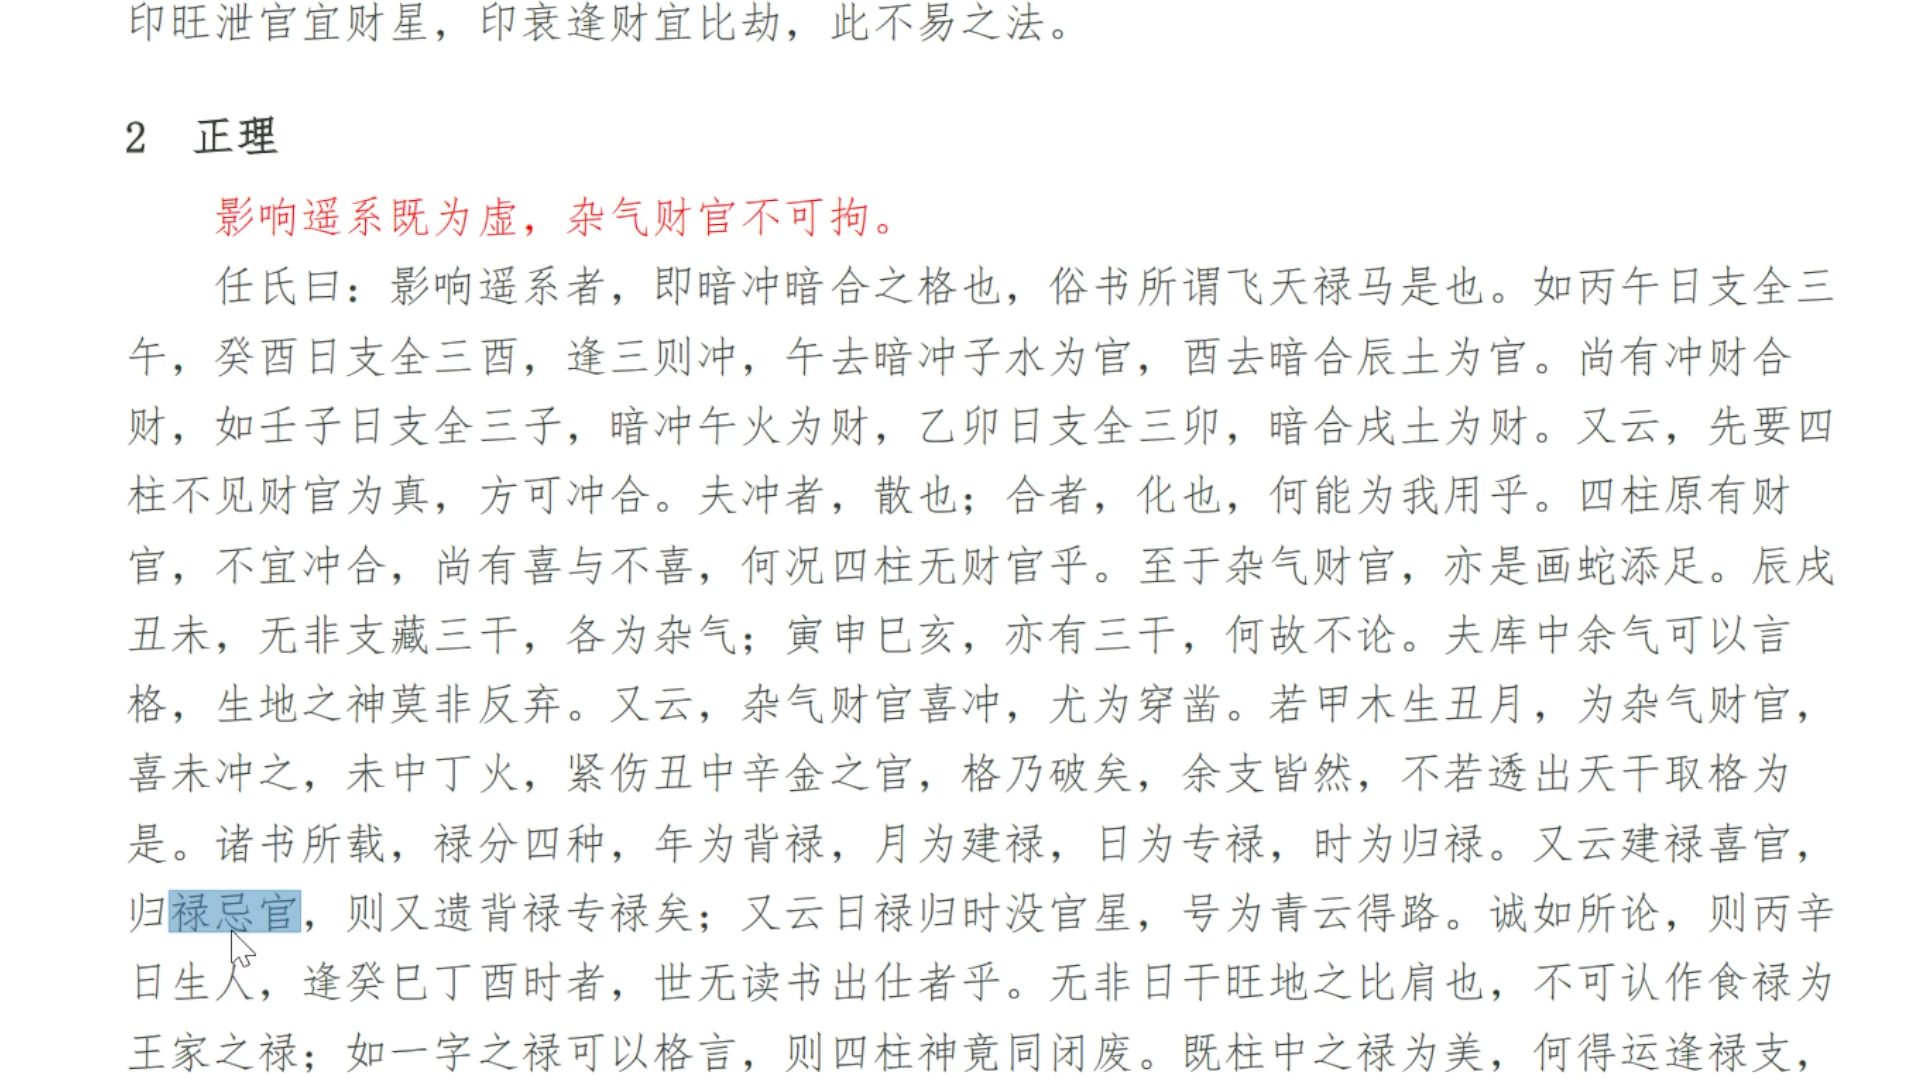 印旺泄官宜财星，印衰逢财宜比劫，此不易之法。
2 正理
影响遥系既为虚，杂气财官不可拘。
任氏曰：影响遥系者，即暗冲暗合之格也，俗书所谓飞天禄马是也。如丙午日支全三
午，癸酉日支全三酉，逢三则冲，午去暗冲子水为官，酉去暗合辰土为官。尚有冲财合
财，如壬子日支全三子，暗冲午火为财，乙卯日支全三卯，暗合戌土为财。又云，先要四
柱不见财官为真，方可冲合。夫冲者，散也；合者，化也，何能为我用乎。四柱原有财
官，不宜冲合，尚有喜与不喜，何况四柱无财官乎。至于杂气财官，亦是画蛇添足。辰戌
丑未，无非支藏三干，各为杂气；寅申巳亥，亦有三干，何故不论。夫库中余气可以言
格，生地之神莫非反弃。又云，杂气财官喜冲，尤为穿凿。若甲木生丑月，为杂气财官，
喜未冲之，未中丁火，紧伤丑中辛金之官，格乃破矣，余支皆然，不若透出天干取格为
是。诸书所载，禄分四种，年为背禄，月为建禄，日为专禄，时为归禄。又云建禄喜官，
归禄忌官，则又遗背禄专禄矣；又云日禄归时没官星，号为青云得路。诚如所论，则丙辛
日生人，逢癸巳丁酉时者，世无读书出仕者乎。无非日干旺地之比肩也，不可认作食禄为
王家之禄；如一字之禄可以格言，则四柱神竟同闭废。既柱中之禄为美，何得运逢禄支，